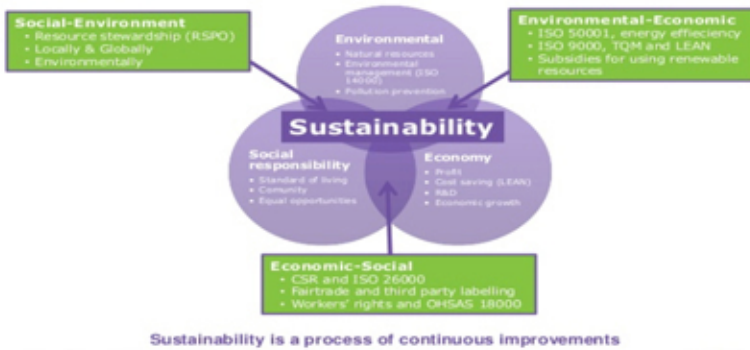 Social-Environment
• Resource stewardship (RSPO)
• Locally & Globally
• Environmentally
Environmental-Economic
• ISO 50001, energy effieciency
• ISO 9000, TQM and LEAN
• Subsidies for using renewable
resources
Environmental
• Natural resources
• Environmental
management (ISO
14000)
• Pollution prevention
Sustainability
Social
responsibility
• Standard of living
• Comunity
• Equal opportunities
Economy
• Profit
• Cost saving (LEAN)
• R&D
• Economic growth
Economic-Social
• CSR and ISO 26000
• Fairtrade and third party labelling
• Workers' rights and OHSAS 18000
Sustainability is a process of continuous improvements